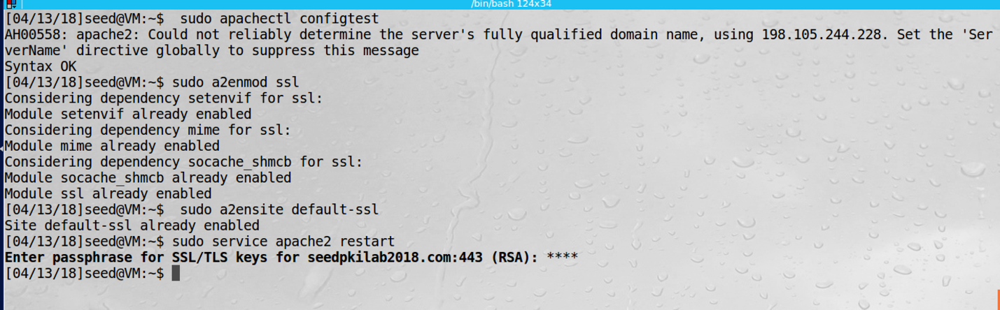 /bin/bash 124x34
[04/13/18]seed@VM:~$  sudo apachectl configtest
AH00558: apache2: Could not reliably determine the server's fully qualified domain name, using 198.105.244.228. Set the 'Ser
verName' directive globally to suppress this message
Syntax OK
[04/13/18]seed@VM:~$ sudo a2enmod ssl
Considering dependency setenvif for ssl:
Module setenvif already enabled
Considering dependency mime for ssl:
Module mime already enabled
Considering dependency socache_shmcb for ssl:
Module socache_shmcb already enabled
Module ssl already enabled
[04/13/18]seed@VM:~$  sudo a2ensite default-ssl
Site default-ssl already enabled
[04/13/18]seed@VM:~$ sudo service apache2 restart
Enter passphrase for SSL/TLS keys for seedpkilab2018.com:443 (RSA): ****
[04/13/18]seed@VM:~$